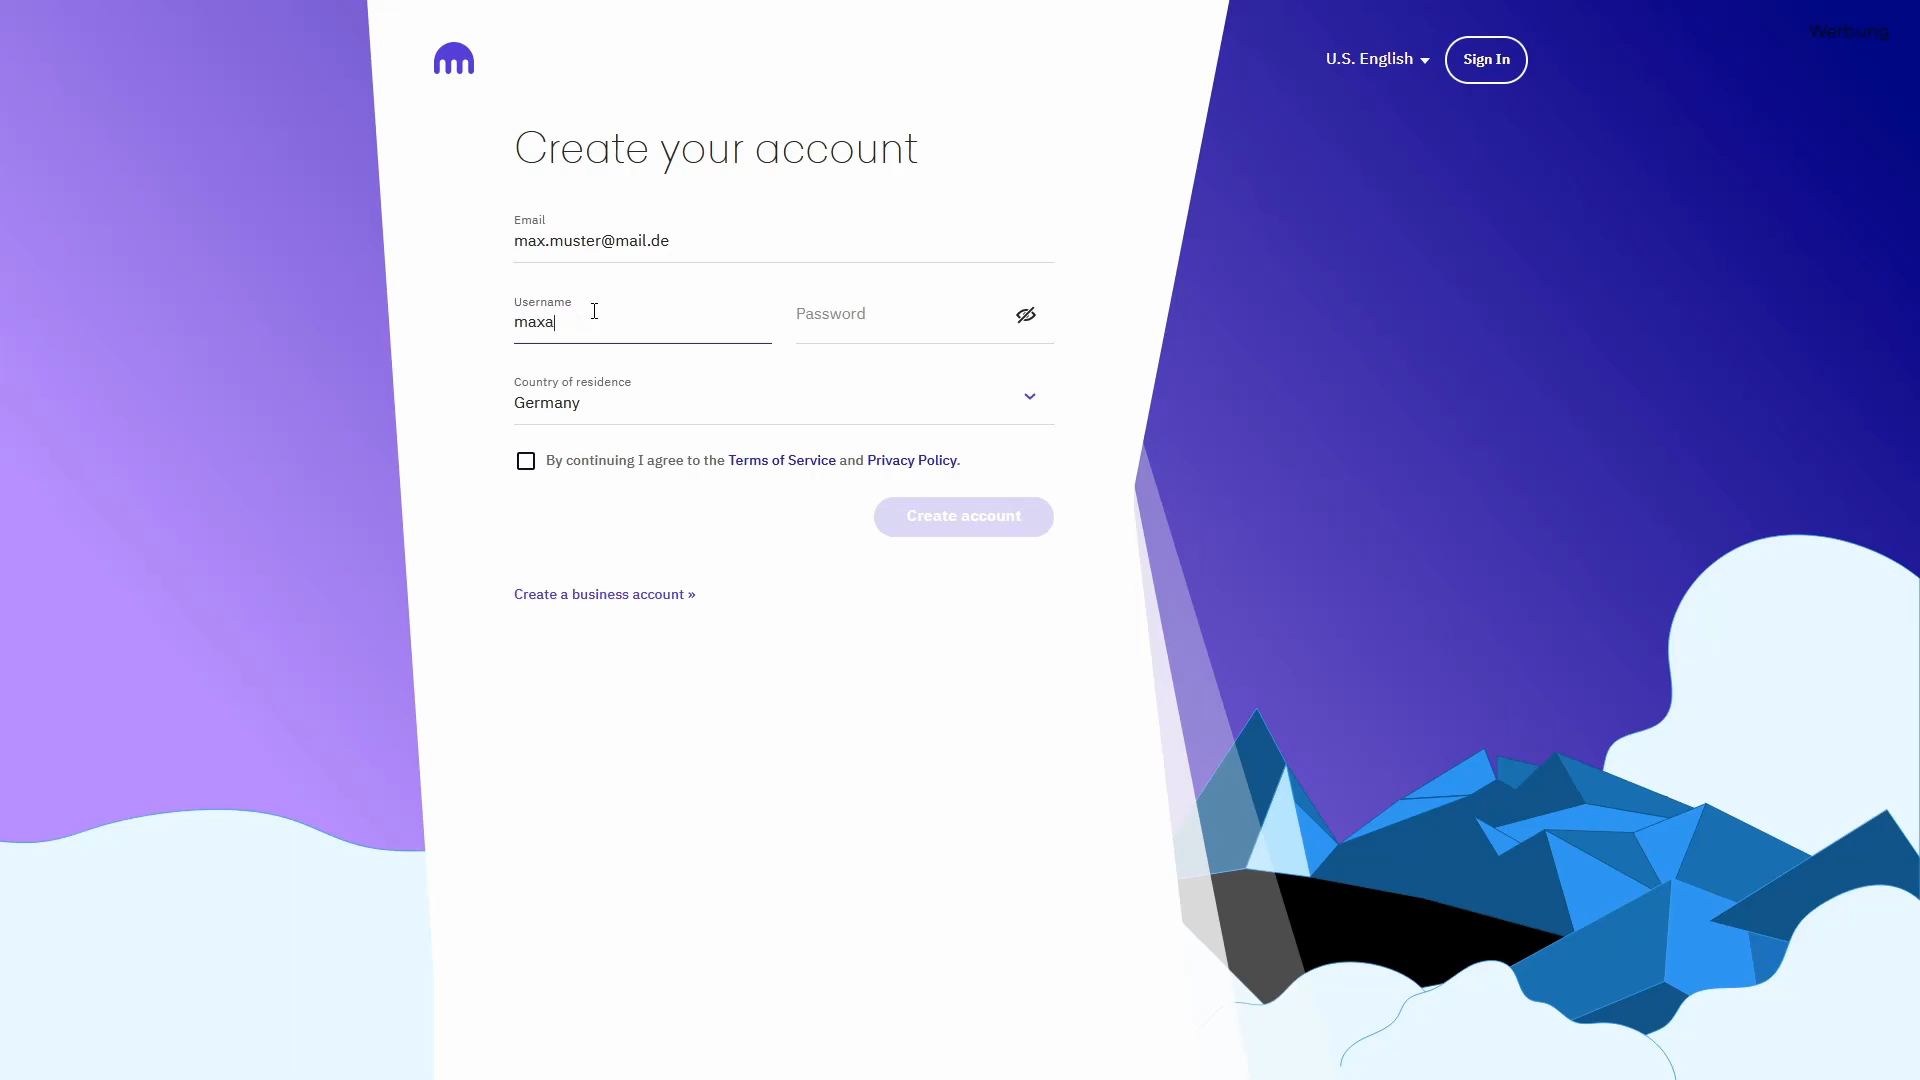 Werbung
U.S. English
Sign In
Create your account
Email
max.muster@mail.de
Username
maxa
Password
Country of residence
Germany
By continuing I agree to the Terms of Service and Privacy Policy.
Create account
Create a business account »